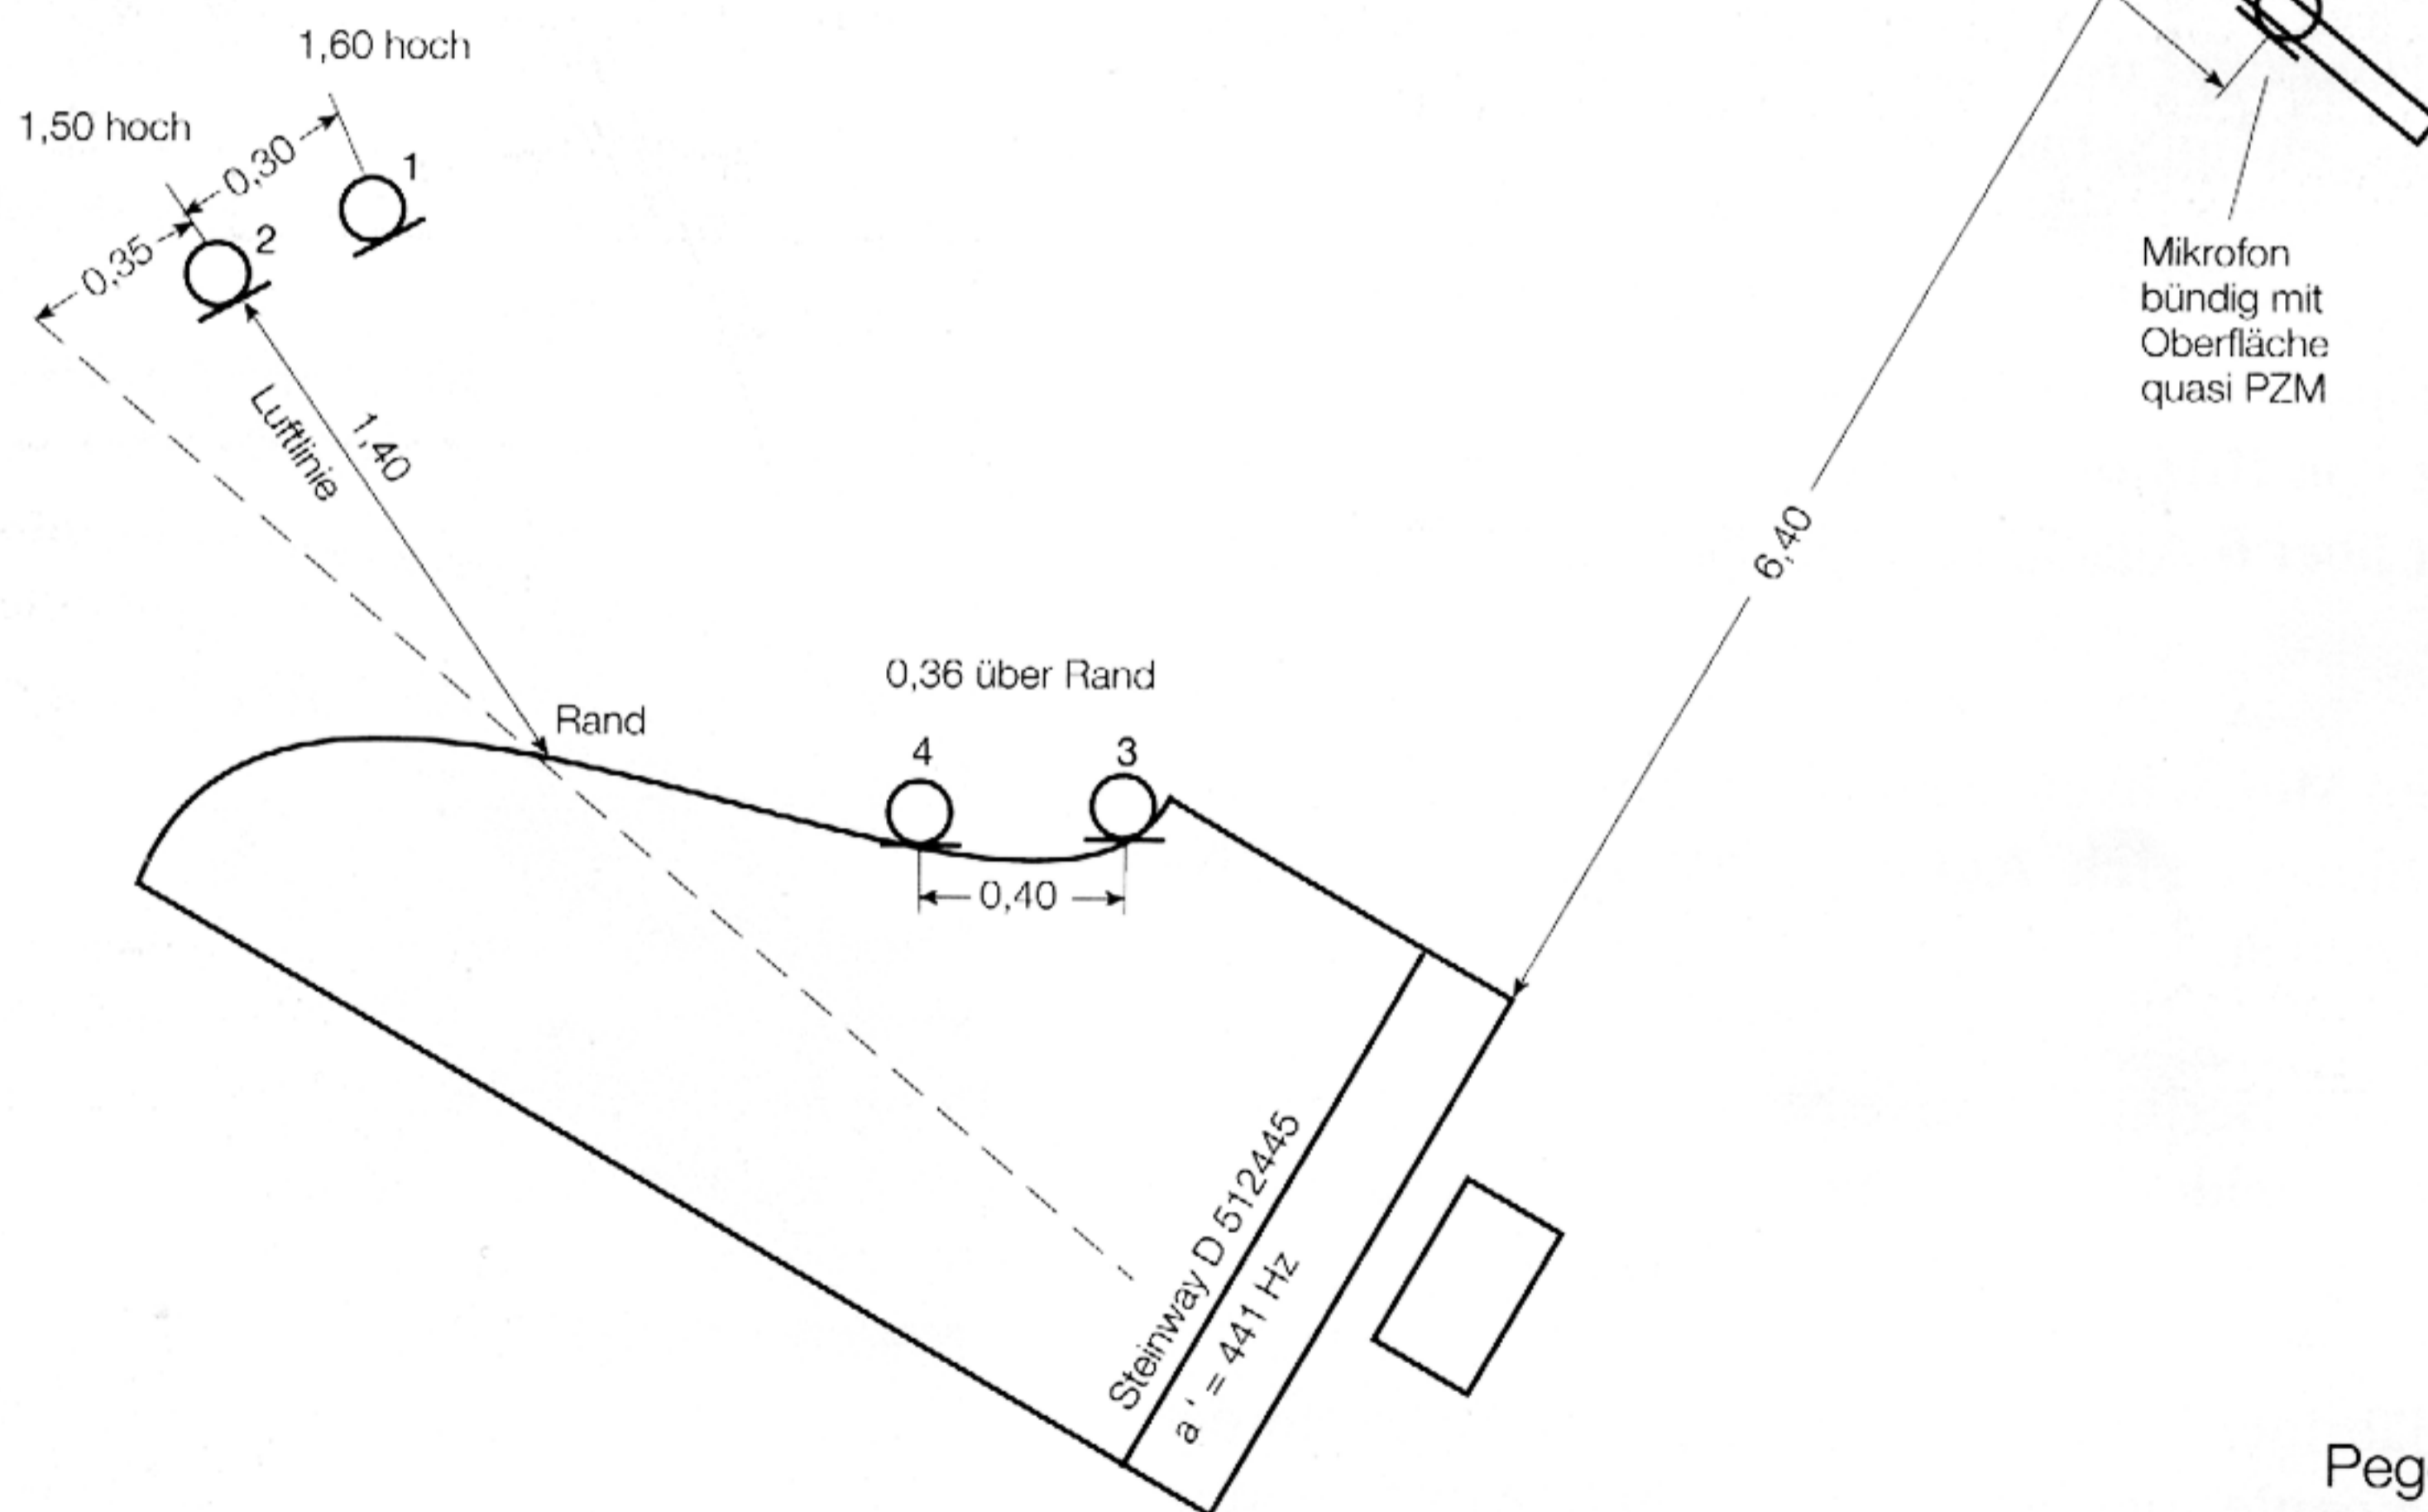 1,60 hoch
1,50 hoch
0,30
1
0,35
2
Luftlinie
1,40
Mikrofon
bündig mit
Oberfläche
quasi PZM
6,40
0,36 über Rand
Rand
4
3
0,40
Steinway D 512445
a' = 441 Hz
Peg